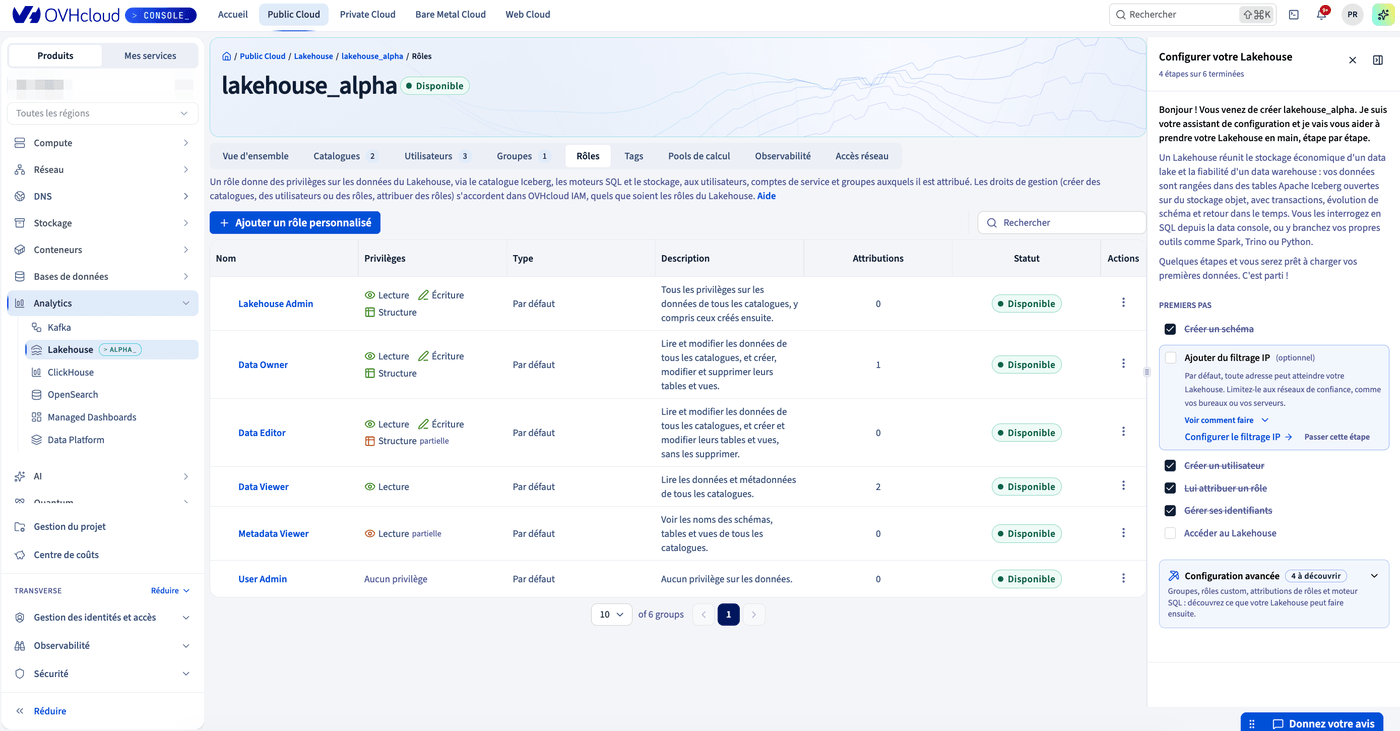 OVHcloud
> CONSOLE_
Accueil
Public Cloud
Private Cloud
Bare Metal Cloud
Web Cloud
Rechercher
⇧⌘K
9+
PR
Produits
Mes services
Toutes les régions
Compute
Réseau
DNS
Stockage
Conteneurs
Bases de données
Analytics
Kafka
Lakehouse
> ALPHA_
ClickHouse
OpenSearch
Managed Dashboards
Data Platform
AI
Quantum
Gestion du projet
Centre de coûts
TRANSVERSE
Réduire
Gestion des identités et accès
Observabilité
Sécurité
Réduire
/ Public Cloud / Lakehouse / lakehouse_alpha / Rôles
lakehouse_alpha
Disponible
Vue d'ensemble
Catalogues 2
Utilisateurs 3
Groupes 1
Rôles
Tags
Pools de calcul
Observabilité
Accès réseau
Un rôle donne des privilèges sur les données du Lakehouse, via le catalogue Iceberg, les moteurs SQL et le stockage, aux utilisateurs, comptes de service et groupes auxquels il est attribué. Les droits de gestion (créer des
catalogues, des utilisateurs ou des rôles, attribuer des rôles) s'accordent dans OVHcloud IAM, quels que soient les rôles du Lakehouse. Aide
+ Ajouter un rôle personnalisé
Rechercher
Nom
Privilèges
Type
Description
Attributions
Statut
Actions
Lakehouse Admin
Lecture
Écriture
Structure
Par défaut
Tous les privilèges sur les
données de tous les catalogues, y
compris ceux créés ensuite.
0
Disponible
Data Owner
Lecture
Écriture
Structure
Par défaut
Lire et modifier les données de
tous les catalogues, et créer,
modifier et supprimer leurs
tables et vues.
1
Disponible
Data Editor
Lecture
Écriture
Structure partielle
Par défaut
Lire et modifier les données de
tous les catalogues, et créer et
modifier leurs tables et vues,
sans les supprimer.
0
Disponible
Data Viewer
Lecture
Par défaut
Lire les données et métadonnées
de tous les catalogues.
2
Disponible
Metadata Viewer
Lecture partielle
Par défaut
Voir les noms des schémas,
tables et vues de tous les
catalogues.
0
Disponible
User Admin
Aucun privilège
Par défaut
Aucun privilège sur les données.
0
Disponible
10
of 6 groups
1
Configurer votre Lakehouse
4 étapes sur 6 terminées
Bonjour ! Vous venez de créer lakehouse_alpha. Je suis
votre assistant de configuration et je vais vous aider à
prendre votre Lakehouse en main, étape par étape.
Un Lakehouse réunit le stockage économique d'un data
lake et la fiabilité d'un data warehouse : vos données
sont rangées dans des tables Apache Iceberg ouvertes
sur du stockage objet, avec transactions, évolution de
schéma et retour dans le temps. Vous les interrogez en
SQL depuis la data console, ou y branchez vos propres
outils comme Spark, Trino ou Python.
Quelques étapes et vous serez prêt à charger vos
premières données. C'est parti !
PREMIERS PAS
Créer un schéma
Ajouter du filtrage IP (optionnel)
Par défaut, toute adresse peut atteindre votre
Lakehouse. Limitez-le aux réseaux de confiance, comme
vos bureaux ou vos serveurs.
Voir comment faire
Configurer le filtrage IP →
Passer cette étape
Créer un utilisateur
Lui attribuer un rôle
Gérer ses identifiants
Accéder au Lakehouse
Configuration avancée
4 à découvrir
Groupes, rôles custom, attributions de rôles et moteur
SQL : découvrez ce que votre Lakehouse peut faire
ensuite.
Donnez votre avis